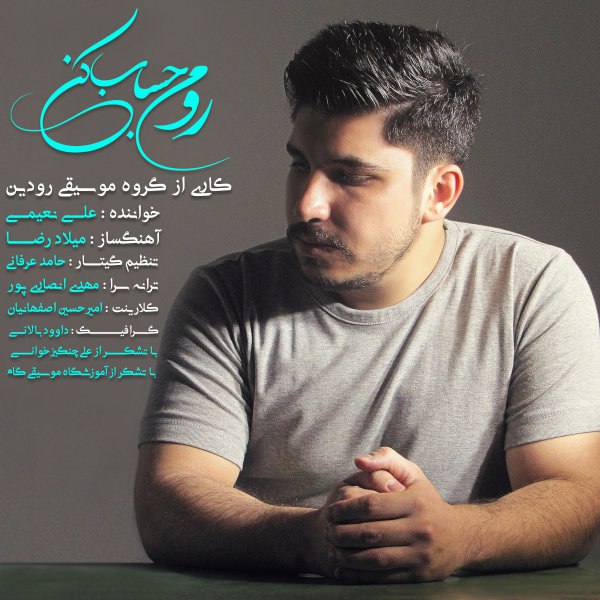 رو من حساب کن
کاری از گروه موسیقی رودین
خواننده : علی نعیمی
آهنگساز : میلاد رضا
تنظیم گیتار : حامد عرفانی
ترانه سرا : مهدی انصاری پور
کلارینت : امیرحسین اصفهانیان
گرافیک : داوود بالانی
با تشکر از علی چنگیز خوانی
با تشکر از آموزشگاه موسیقی گام